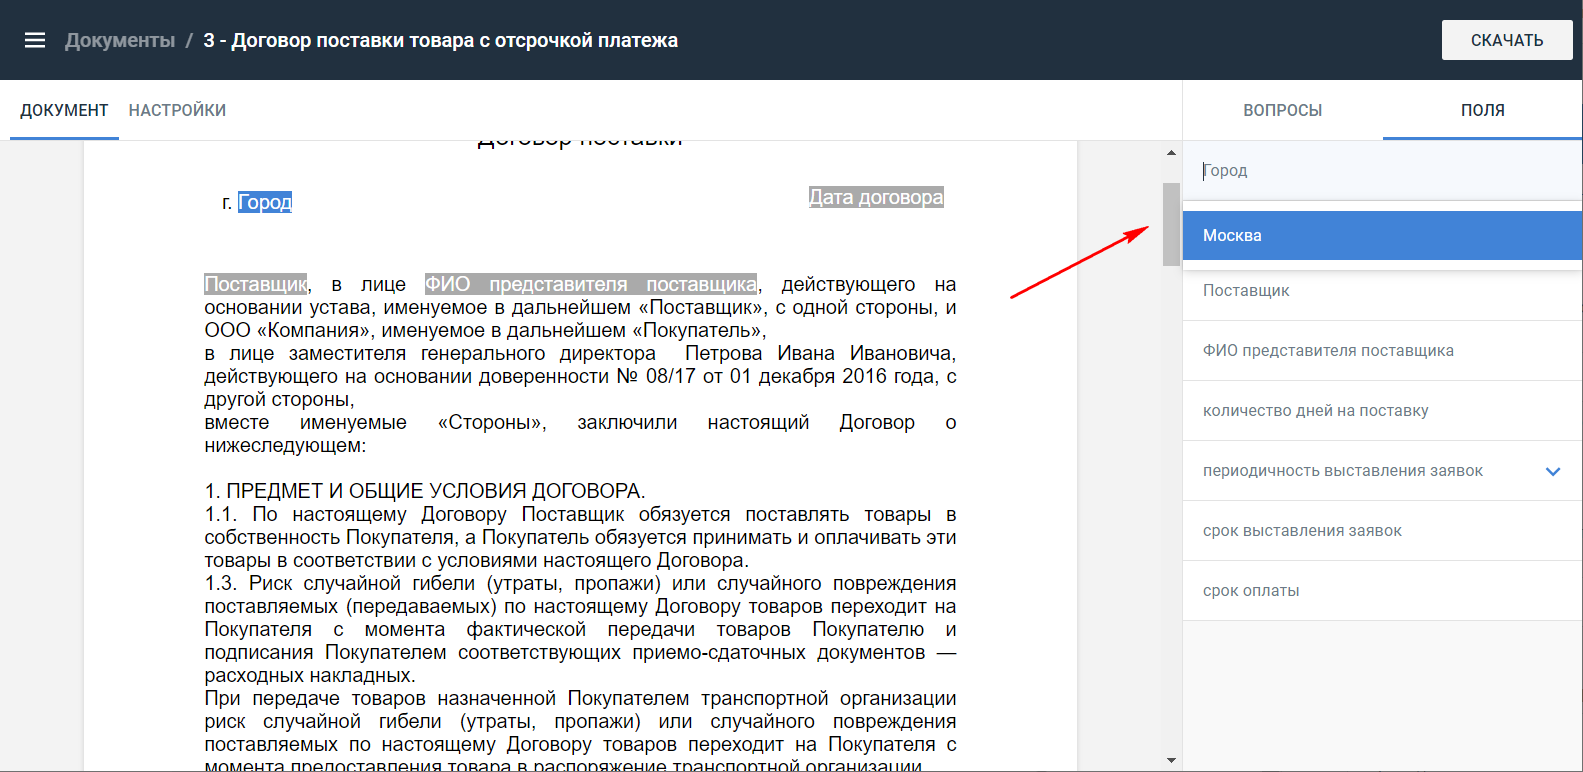 Документы / 3 - Договор поставки товара с отсрочкой платежа
СКАЧАТЬ
ДОКУМЕНТ НАСТРОЙКИ
ВОПРОСЫ ПОЛЯ
Договор поставки
г. Город
Дата договора
Поставщик, в лице ФИО представителя поставщика, действующего на
основании устава, именуемое в дальнейшем «Поставщик», с одной стороны, и
ООО «Компания», именуемое в дальнейшем «Покупатель»,
в лице заместителя генерального директора Петрова Ивана Ивановича,
действующего на основании доверенности № 08/17 от 01 декабря 2016 года, с
другой стороны,
вместе именуемые «Стороны», заключили настоящий Договор о
нижеследующем:
1. ПРЕДМЕТ И ОБЩИЕ УСЛОВИЯ ДОГОВОРА.
1.1. По настоящему Договору Поставщик обязуется поставлять товары в
собственность Покупателя, а Покупатель обязуется принимать и оплачивать эти
товары в соответствии с условиями настоящего Договора.
1.3. Риск случайной гибели (утраты, пропажи) или случайного повреждения
поставляемых (передаваемых) по настоящему Договору товаров переходит на
Покупателя с момента фактической передачи товаров Покупателю и
подписания Покупателем соответствующих приемо-сдаточных документов —
расходных накладных.
При передаче товаров назначенной Покупателем транспортной организации
риск случайной гибели (утраты, пропажи) или случайного повреждения
поставляемых по настоящему Договору товаров переходит на Покупателя с
момента предоставления товара в распоряжение транспортной организации.
Город
Москва
Поставщик
ФИО представителя поставщика
количество дней на поставку
периодичность выставления заявок
срок выставления заявок
срок оплаты